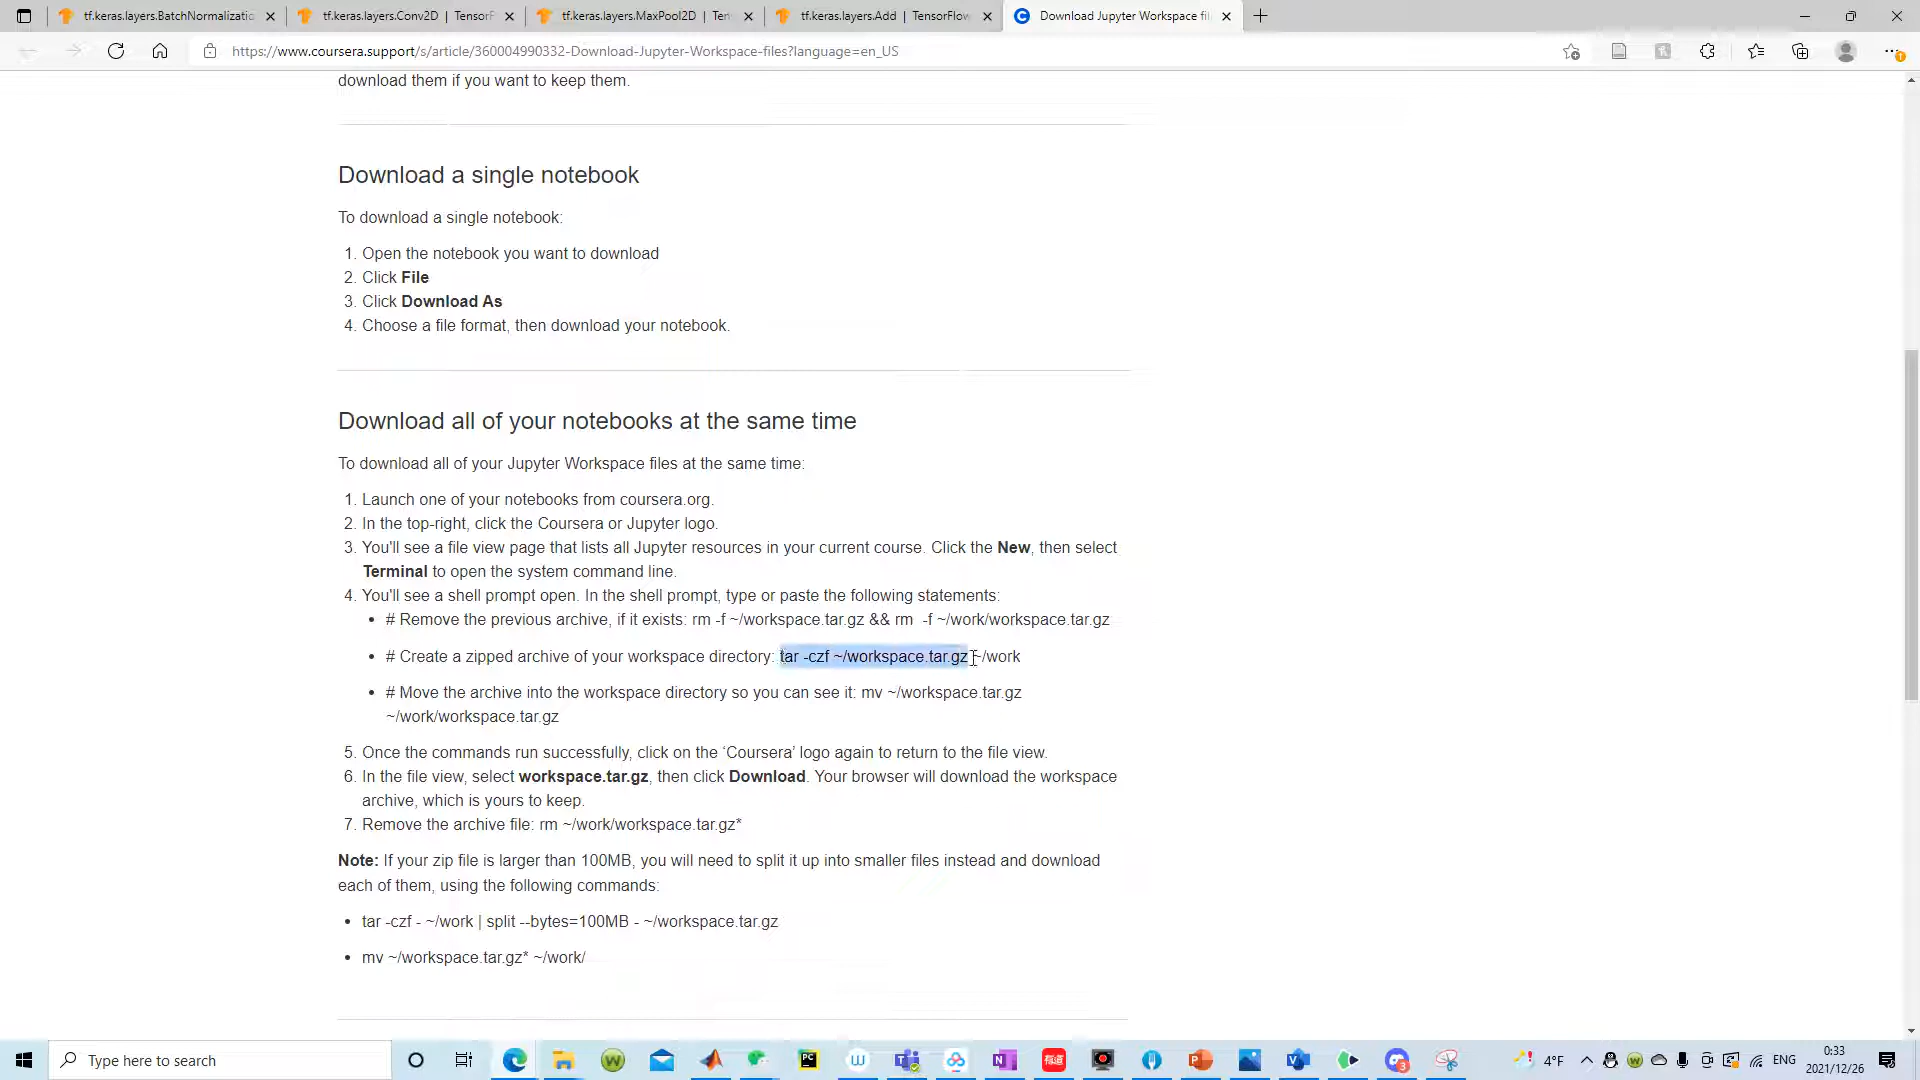 tf.keras.layers.BatchNormalizatio
tf.keras.layers.Conv2D | TensorF
tf.keras.layers.MaxPool2D | Ten
tf.keras.layers.Add | TensorFlow
Download Jupyter Workspace fil
https://www.coursera.support/s/article/360004990332-Download-Jupyter-Workspace-files?language=en_US
download them if you want to keep them.
Download a single notebook
To download a single notebook:
1. Open the notebook you want to download
2. Click File
3. Click Download As
4. Choose a file format, then download your notebook.
Download all of your notebooks at the same time
To download all of your Jupyter Workspace files at the same time:
1. Launch one of your notebooks from coursera.org.
2. In the top-right, click the Coursera or Jupyter logo.
3. You'll see a file view page that lists all Jupyter resources in your current course. Click the New, then select
Terminal to open the system command line.
4. You'll see a shell prompt open. In the shell prompt, type or paste the following statements:
• # Remove the previous archive, if it exists: rm -f ~/workspace.tar.gz && rm -f ~/work/workspace.tar.gz
• # Create a zipped archive of your workspace directory: tar -czf ~/workspace.tar.gz ~/work
• # Move the archive into the workspace directory so you can see it: mv ~/workspace.tar.gz
~/work/workspace.tar.gz
5. Once the commands run successfully, click on the ‘Coursera’ logo again to return to the file view.
6. In the file view, select workspace.tar.gz, then click Download. Your browser will download the workspace
archive, which is yours to keep.
7. Remove the archive file: rm ~/work/workspace.tar.gz*
Note: If your zip file is larger than 100MB, you will need to split it up into smaller files instead and download
each of them, using the following commands:
• tar -czf - ~/work | split --bytes=100MB - ~/workspace.tar.gz
• mv ~/workspace.tar.gz* ~/work/
Type here to search
4°F
ENG
0:33
2021/12/26